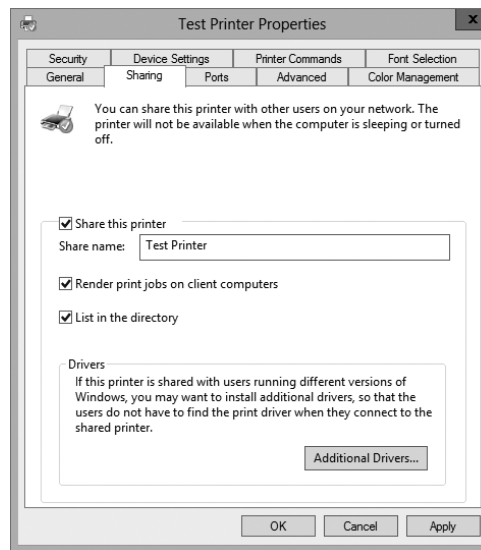 Test Printer Properties
x
Security Device Settings Printer Commands Font Selection
General Sharing Ports Advanced Color Management
You can share this printer with other users on your network. The
printer will not be available when the computer is sleeping or turned
off.
Share this printer
Share name: Test Printer
Render print jobs on client computers
List in the directory
Drivers
If this printer is shared with users running different versions of
Windows, you may want to install additional drivers, so that the
users do not have to find the print driver when they connect to the
shared printer.
Additional Drivers...
OK Cancel Apply